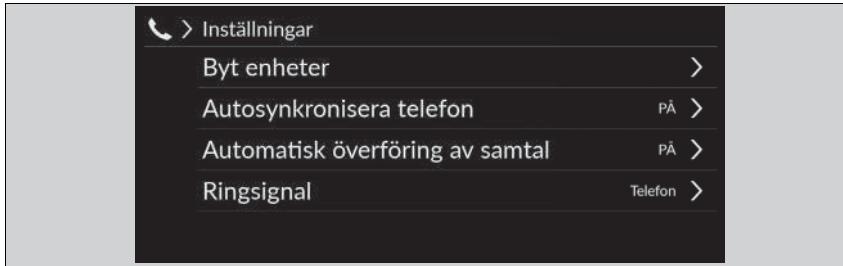 Inställningar
Byt enheter
Autosynkronisera telefon PÅ
Automatisk överföring av samtal PÅ
Ringsignal Telefon